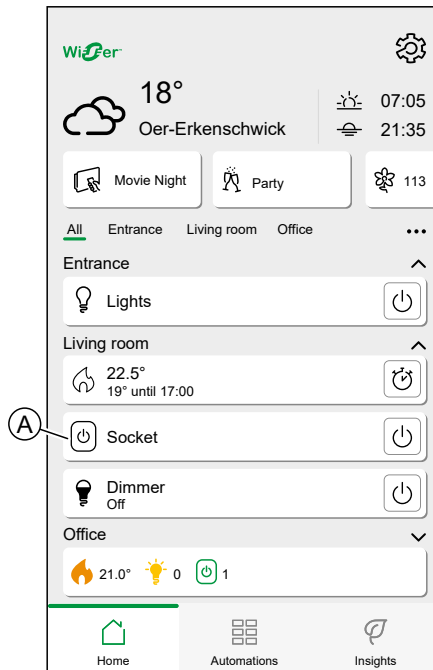 Wiser
18°
Oer-Erkenschwick
07:05
21:35
Movie Night
Party
113
All Entrance Living room Office
Entrance
Lights
Living room
22.5°
19° until 17:00
A
Socket
Dimmer
Off
Office
21.0° 0 1
Home Automations Insights